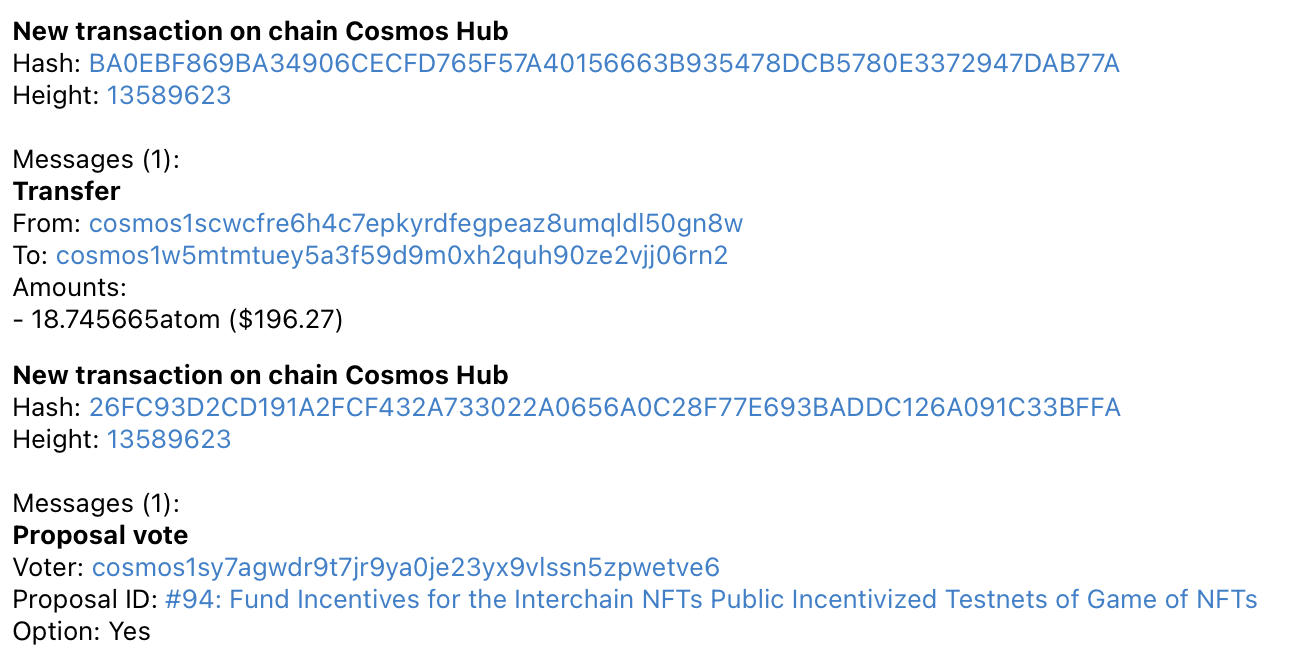 New transaction on chain Cosmos Hub
Hash: BA0EBF869BA34906CECFD765F57A40156663B935478DCB5780E3372947DAB77A
Height: 13589623
Messages (1):
Transfer
From: cosmos1scwcfre6h4c7epkyrdfegpeaz8umqldl50gn8w
To: cosmos1w5mtmtuey5a3f59d9m0xh2quh90ze2vjj06rn2
Amounts:
- 18.745665atom ($196.27)
New transaction on chain Cosmos Hub
Hash: 26FC93D2CD191A2FCF432A733022A0656A0C28F77E693BADDC126A091C33BFFA
Height: 13589623
Messages (1):
Proposal vote
Voter: cosmos1sy7agwdr9t7jr9ya0je23yx9vlssn5zpwetve6
Proposal ID: #94: Fund Incentives for the Interchain NFTs Public Incentivized Testnets of Game of NFTs
Option: Yes